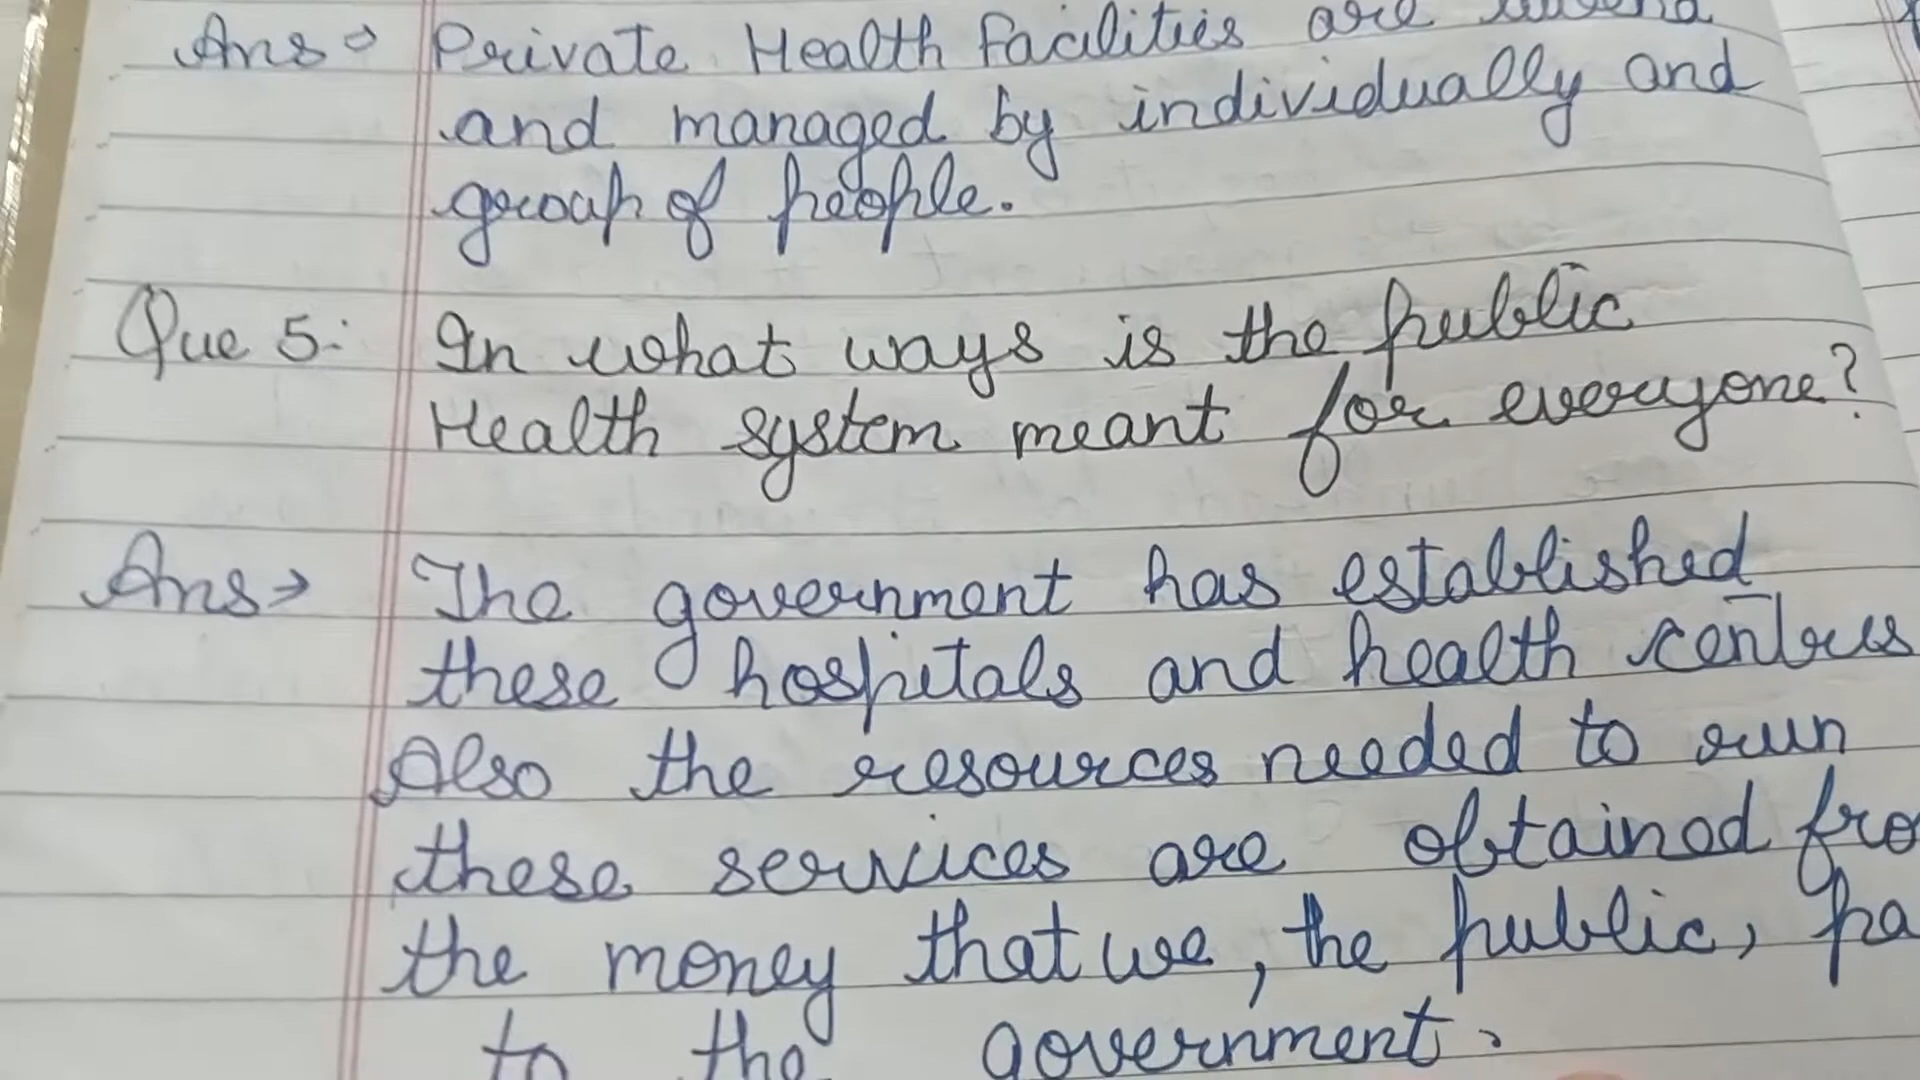 Ans → Private Health Facilities are
and managed by individually and
group of people.
Que 5: In what ways is the public
Health system meant for everyone?
Ans → The government has established
these hospitals and health centres
Also the resources needed to run
these services are obtained fro
the money that we, the public, pa
to the government.